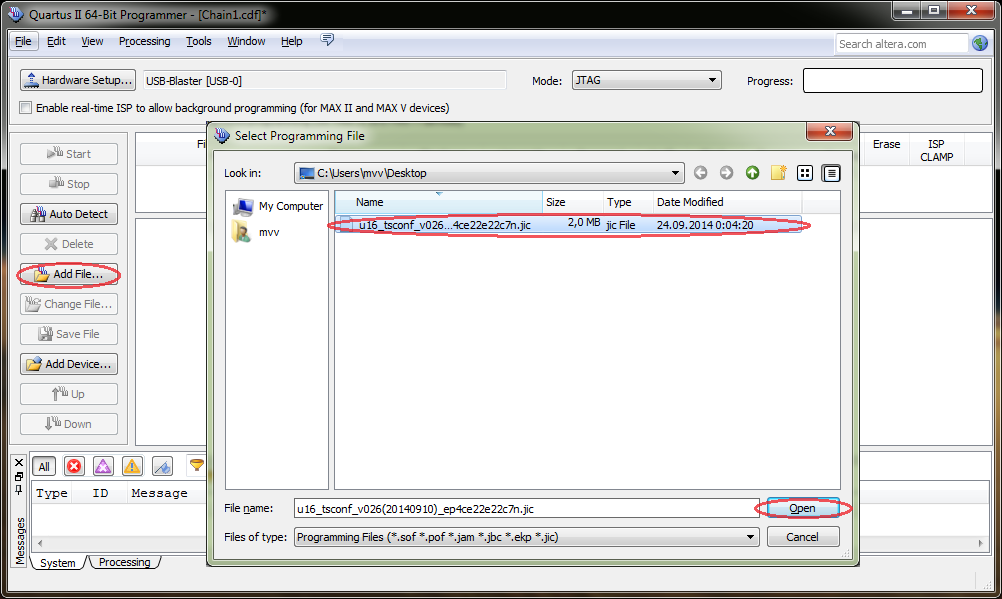 Quartus II 64-Bit Programmer - [Chain1.cdf]*
File Edit View Processing Tools Window Help
Search altera.com
Hardware Setup... USB-Blaster [USB-0] Mode: JTAG Progress:
Enable real-time ISP to allow background programming (for MAX II and MAX V devices)
Start
Stop
Auto Detect
Delete
Add File...
Change File...
Save File
Add Device...
Up
Down
Erase ISP
CLAMP
Select Programming File
Look in: C:\Users\mvv\Desktop
My Computer
mvv
Name Size Type Date Modified
u16_tsconf_v026...4ce22e22c7n.jic 2,0 MB jic File 24.09.2014 0:04:20
File name: u16_tsconf_v026(20140910)_ep4ce22e22c7n.jic Open
Files of type: Programming Files (*.sof *.pof *.jam *.jbc *.ekp *.jic) Cancel
All
Type ID Message
Messages
System Processing